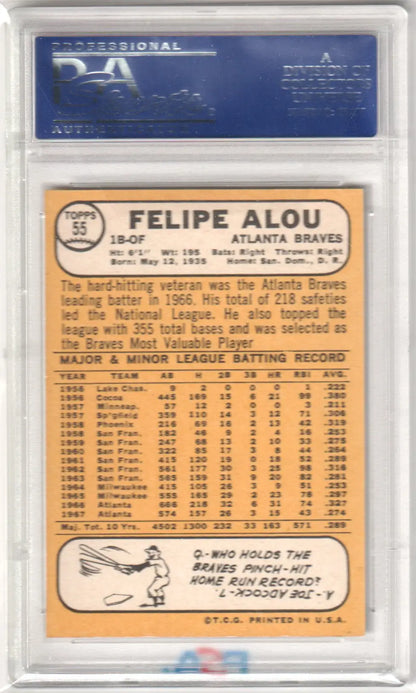 PROFESSIONAL
PSA
A
DIVISION OF
COLLECTORS
UNIVERSE
TOPPS
55
FELIPE ALOU
1B-OF ATLANTA BRAVES
Ht: 6'1" Wt: 195 Bats: Right Throws: Right
Born: May 12, 1935 Home: San. Dom., D. R.
The hard-hitting veteran was the Atlanta Braves
leading batter in 1966. His total of 218 safeties
led the National League. He also topped the
league with 355 total bases and was selected as
the Braves Most Valuable Player
MAJOR & MINOR LEAGUE BATTING RECORD
YEAR TEAM AB H 2B 3B HR RBI AVG.
1956 Lake Chas. 9 2 0 0 0 1 .222
1956 Cocoa 445 169 15 6 21 99 .380
1957 Minneap. 57 12 2 0 0 3 .211
1957 Sp'gfield 359 110 14 3 12 71 .306
1958 Phoenix 216 69 16 2 13 42 .319
1958 San Fran. 182 46 9 2 4 16 .253
1959 San Fran. 247 68 13 2 10 33 .275
1960 San Fran. 322 85 17 3 8 44 .264
1961 San Fran. 415 120 19 0 18 52 .289
1962 San Fran. 561 177 30 3 25 98 .316
1963 San Fran. 565 159 31 9 20 82 .281
1964 Milwaukee 415 105 26 3 9 51 .253
1965 Milwaukee 555 165 29 2 23 78 .297
1966 Atlanta 666 218 32 6 31 74 .327
1967 Atlanta 574 157 26 3 15 43 .274
Maj. Tot. 10 Yrs. 4502 1300 232 33 163 571 .289
Q.-WHO HOLDS THE
BRAVES PINCH-HIT
HOME RUN RECORD?
A.-JOE ADCOCK-7.
©T.C.G. PRINTED IN U.S.A.
PSA